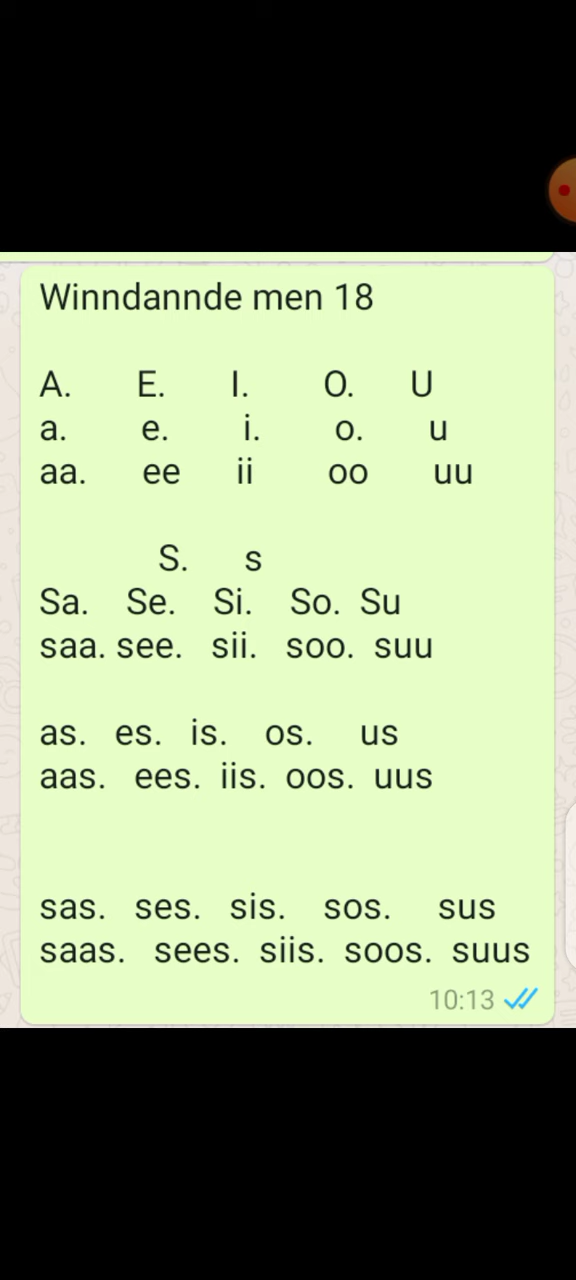 Winndannde men 18
A. E. I. O. U
a. e. i. o. u
aa. ee ii oo uu
S. s
Sa. Se. Si. So. Su
saa. see. sii. soo. suu
as. es. is. os. us
aas. ees. iis. oos. uus
sas. ses. sis. sos. sus
saas. sees. siis. soos. suus
10:13